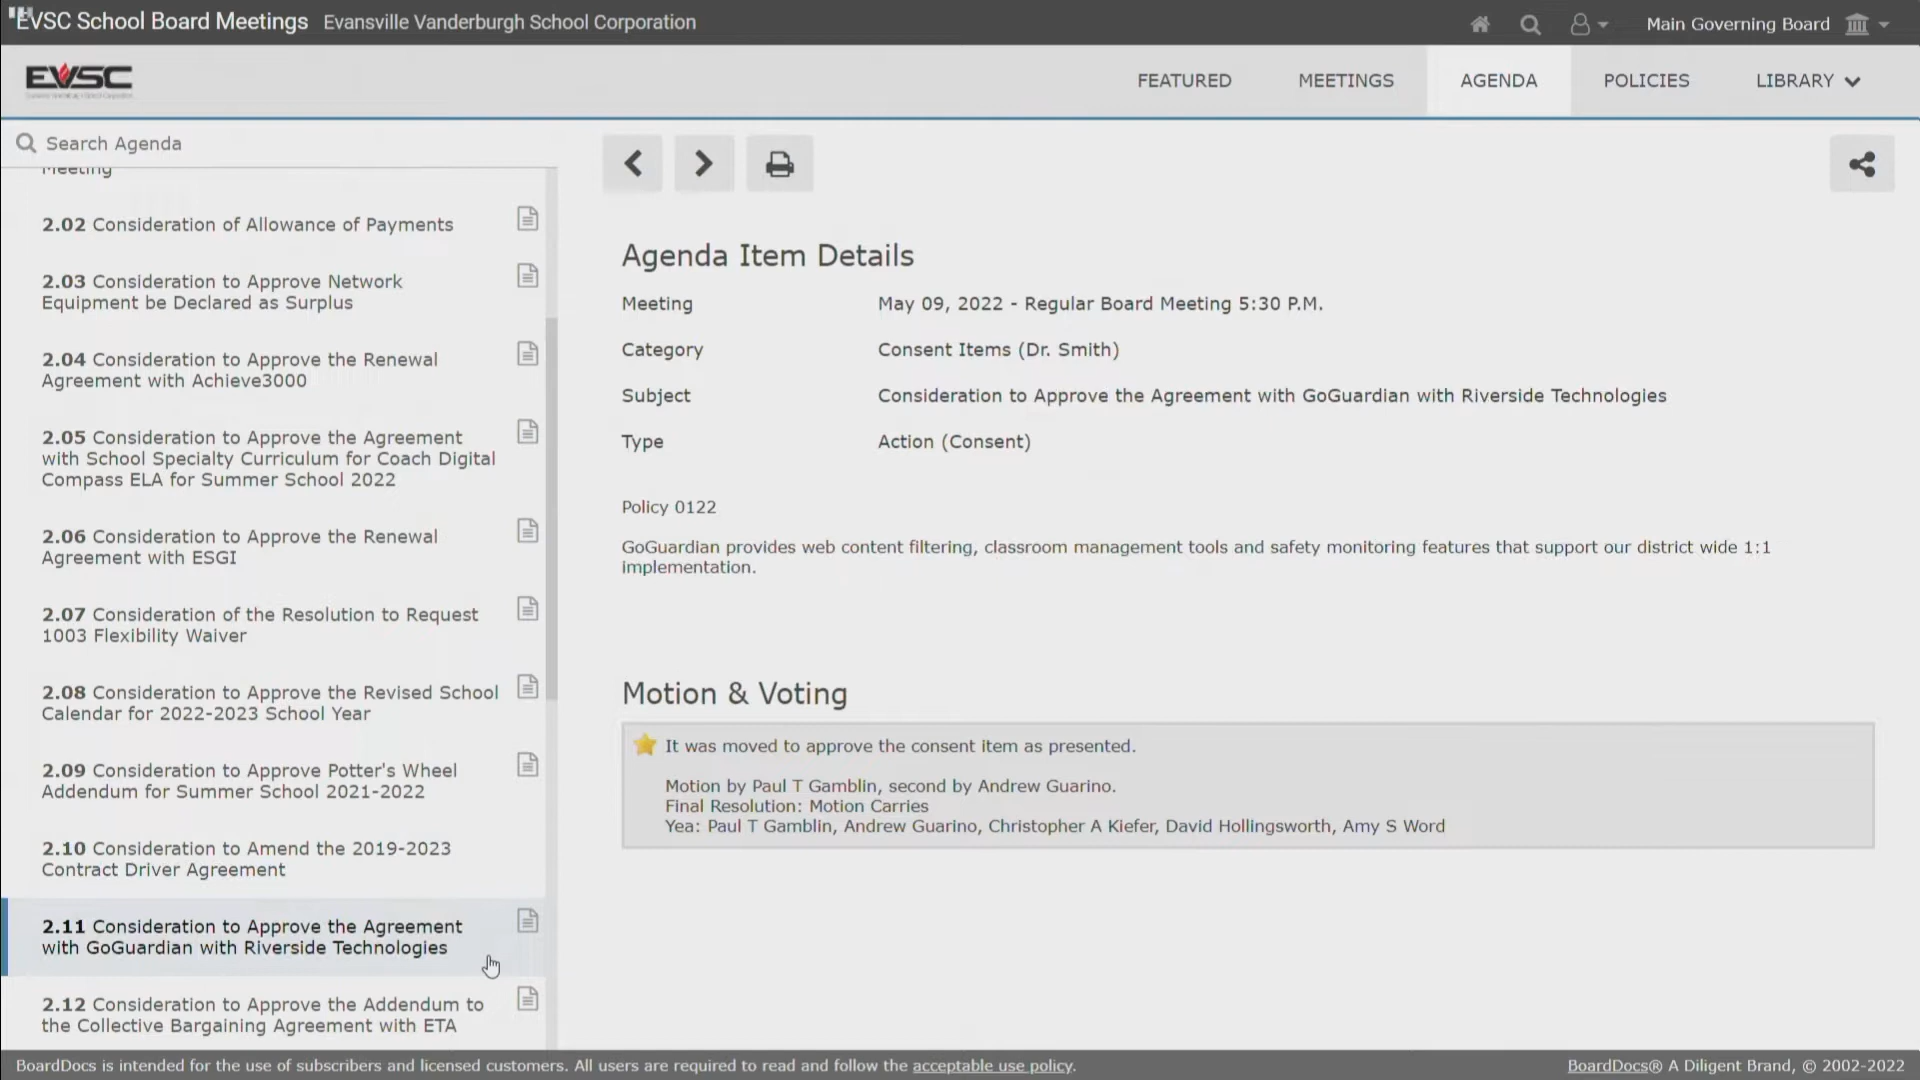 EVSC School Board Meetings Evansville Vanderburgh School Corporation
Main Governing Board
EVSC
FEATURED MEETINGS AGENDA POLICIES LIBRARY
Search Agenda
Meeting
2.02 Consideration of Allowance of Payments
2.03 Consideration to Approve Network
Equipment be Declared as Surplus
2.04 Consideration to Approve the Renewal
Agreement with Achieve3000
2.05 Consideration to Approve the Agreement
with School Specialty Curriculum for Coach Digital
Compass ELA for Summer School 2022
2.06 Consideration to Approve the Renewal
Agreement with ESGI
2.07 Consideration of the Resolution to Request
1003 Flexibility Waiver
2.08 Consideration to Approve the Revised School
Calendar for 2022-2023 School Year
2.09 Consideration to Approve Potter's Wheel
Addendum for Summer School 2021-2022
2.10 Consideration to Amend the 2019-2023
Contract Driver Agreement
2.11 Consideration to Approve the Agreement
with GoGuardian with Riverside Technologies
2.12 Consideration to Approve the Addendum to
the Collective Bargaining Agreement with ETA
Agenda Item Details
Meeting May 09, 2022 - Regular Board Meeting 5:30 P.M.
Category Consent Items (Dr. Smith)
Subject Consideration to Approve the Agreement with GoGuardian with Riverside Technologies
Type Action (Consent)
Policy 0122
GoGuardian provides web content filtering, classroom management tools and safety monitoring features that support our district wide 1:1
implementation.
Motion & Voting
It was moved to approve the consent item as presented.
Motion by Paul T Gamblin, second by Andrew Guarino.
Final Resolution: Motion Carries
Yea: Paul T Gamblin, Andrew Guarino, Christopher A Kiefer, David Hollingsworth, Amy S Word
BoardDocs is intended for the use of subscribers and licensed customers. All users are required to read and follow the acceptable use policy.
BoardDocs® A Diligent Brand, © 2002-2022